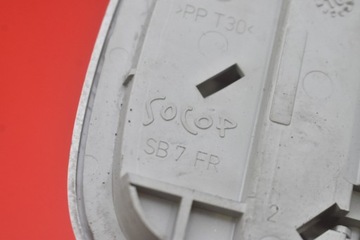 >PP T30<
SOCOP
SB 7 FR
2